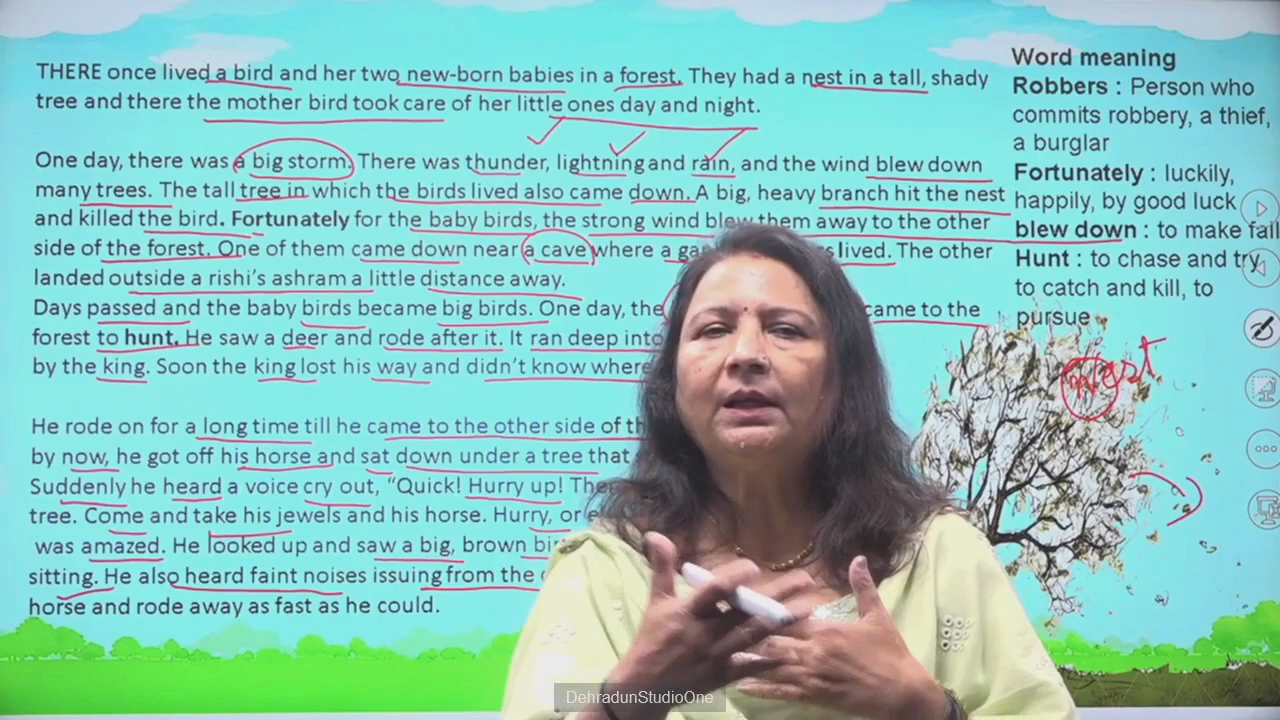 THERE once lived a bird and her two new-born babies in a forest. They had a nest in a tall, shady
tree and there the mother bird took care of her little ones day and night.
One day, there was a big storm. There was thunder, lightning and rain, and the wind blew down
many trees. The tall tree in which the birds lived also came down. A big, heavy branch hit the nest
and killed the bird. Fortunately for the baby birds, the strong wind blew them away to the other
side of the forest. One of them came down near a cave where a lived. The other
landed outside a rishi's ashram a little distance away.
Days passed and the baby birds became big birds. One day, the came to the
forest to hunt. He saw a deer and rode after it. It ran deep into
by the king. Soon the king lost his way and didn't know where
He rode on for a long time till he came to the other side of
by now, he got off his horse and sat down under a tree that
Suddenly he heard a voice cry out, “Quick! Hurry up!
tree. Come and take his jewels and his horse. Hurry, or
was amazed. He looked up and saw a big, brown
sitting. He also heard faint noises issuing from the
horse and rode away as fast as he could.
Word meaning
Robbers : Person who
commits robbery, a thief,
a burglar
Fortunately : luckily,
happily, by good luck
blew down : to make fall
Hunt : to chase and try
to catch and kill, to
pursue
nest
DehradunStudioOne